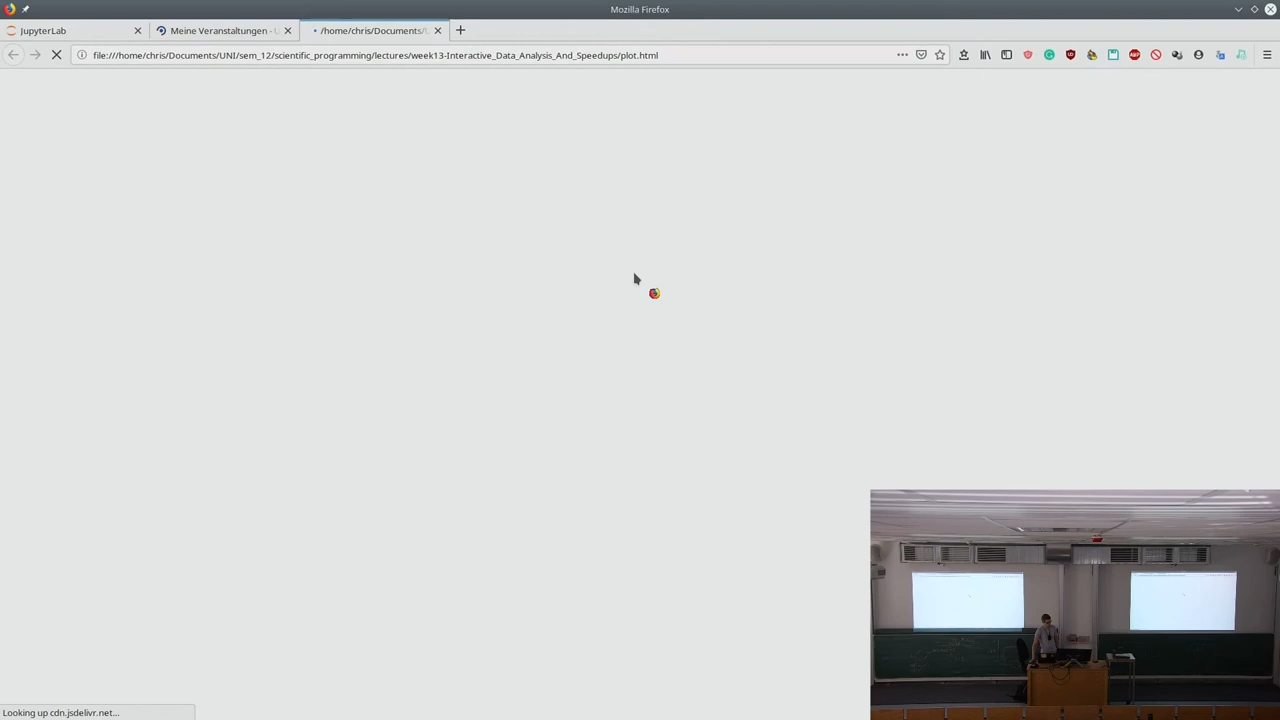 Mozilla Firefox
JupyterLab
Meine Veranstaltungen - U
/home/chris/Documents/U
file:///home/chris/Documents/UNI/sem_12/scientific_programming/lectures/week13-Interactive_Data_Analysis_And_Speedups/plot.html
Looking up cdn.jsdelivr.net...